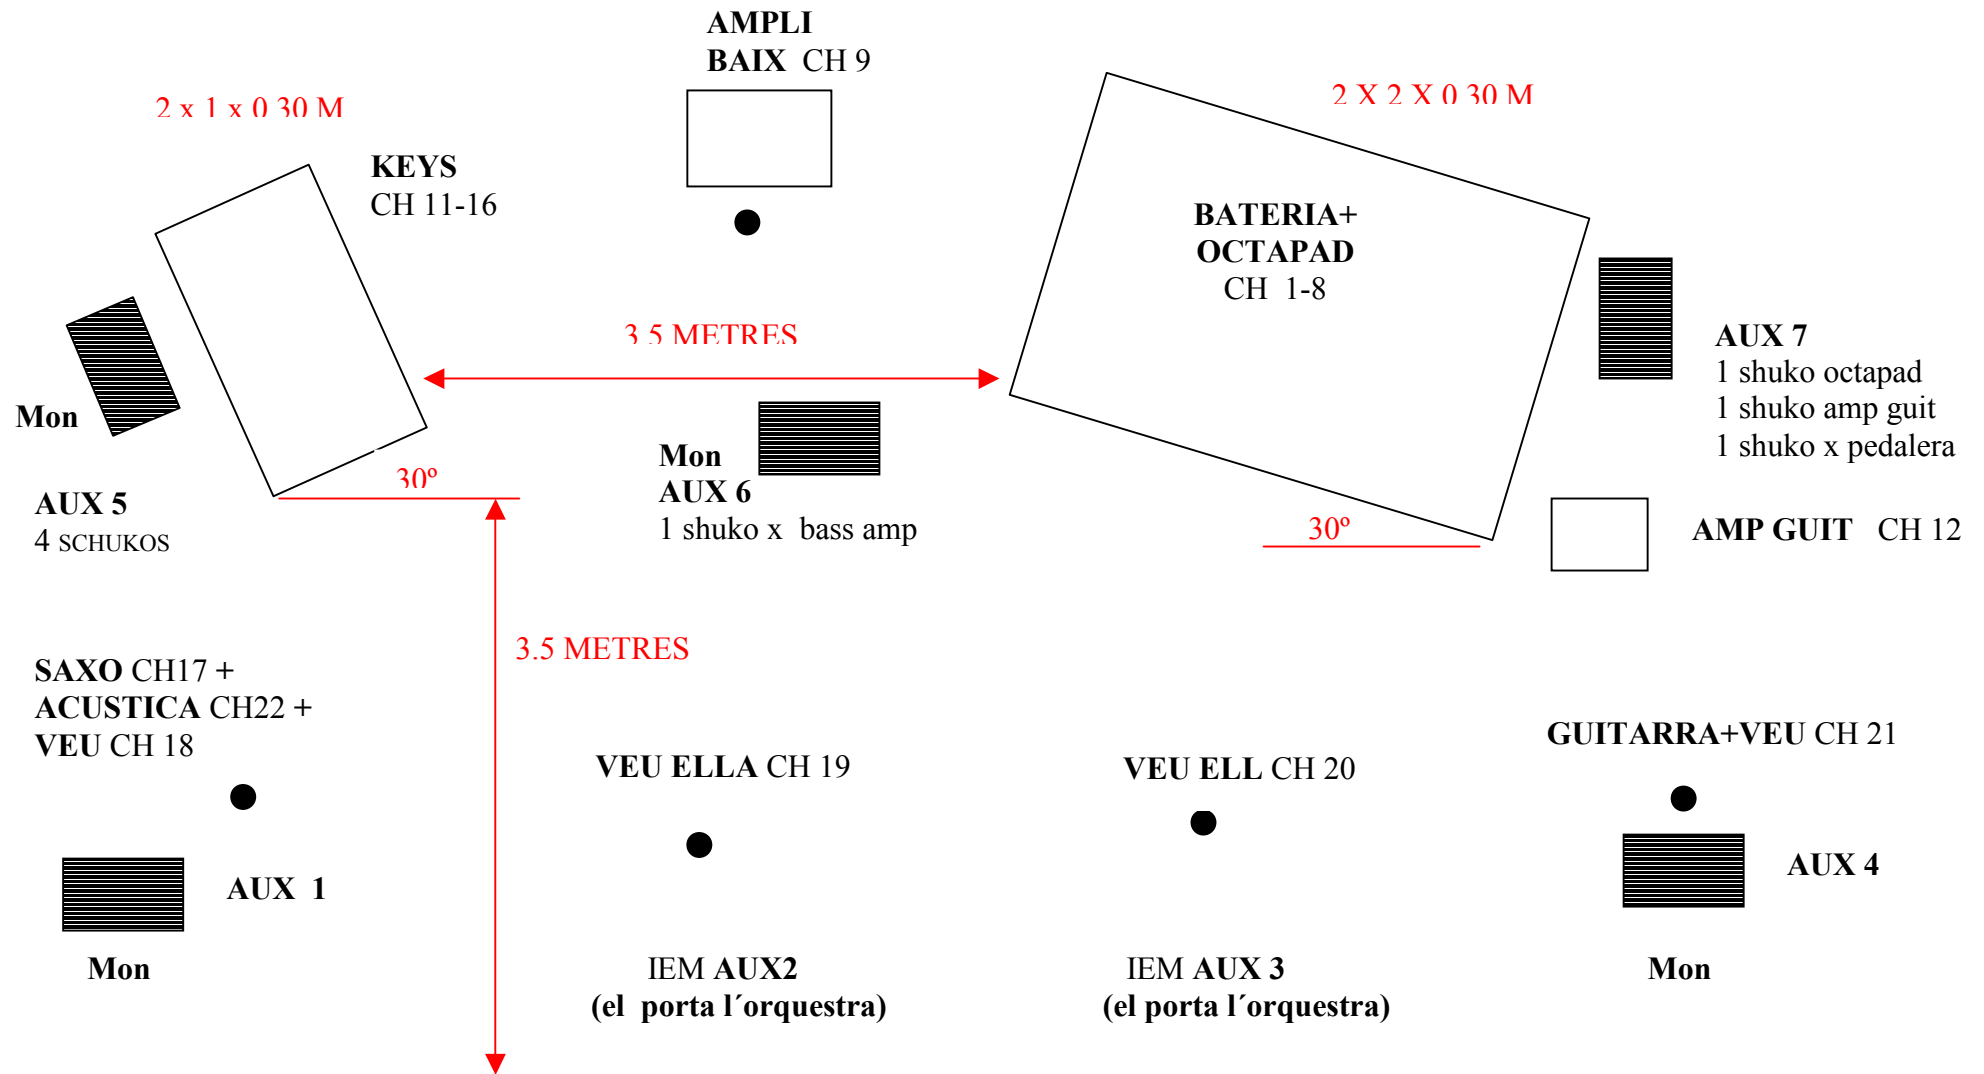 AMPLI
BAIX CH 9
2 x 1 x 0 30 M
2 X 2 X 0 30 M
KEYS
CH 11-16
BATERIA+
OCTAPAD
CH 1-8
3.5 METRES
AUX 7
1 shuko octapad
1 shuko amp guit
1 shuko x pedalera
Mon
Mon
AUX 6
1 shuko x bass amp
30º
AUX 5
4 SCHUKOS
30º
AMP GUIT CH 12
3.5 METRES
SAXO CH17 +
ACUSTICA CH22 +
VEU CH 18
VEU ELLA CH 19
VEU ELL CH 20
GUITARRA+VEU CH 21
AUX 1
AUX 4
Mon
IEM AUX2
(el porta l´orquestra)
IEM AUX 3
(el porta l´orquestra)
Mon